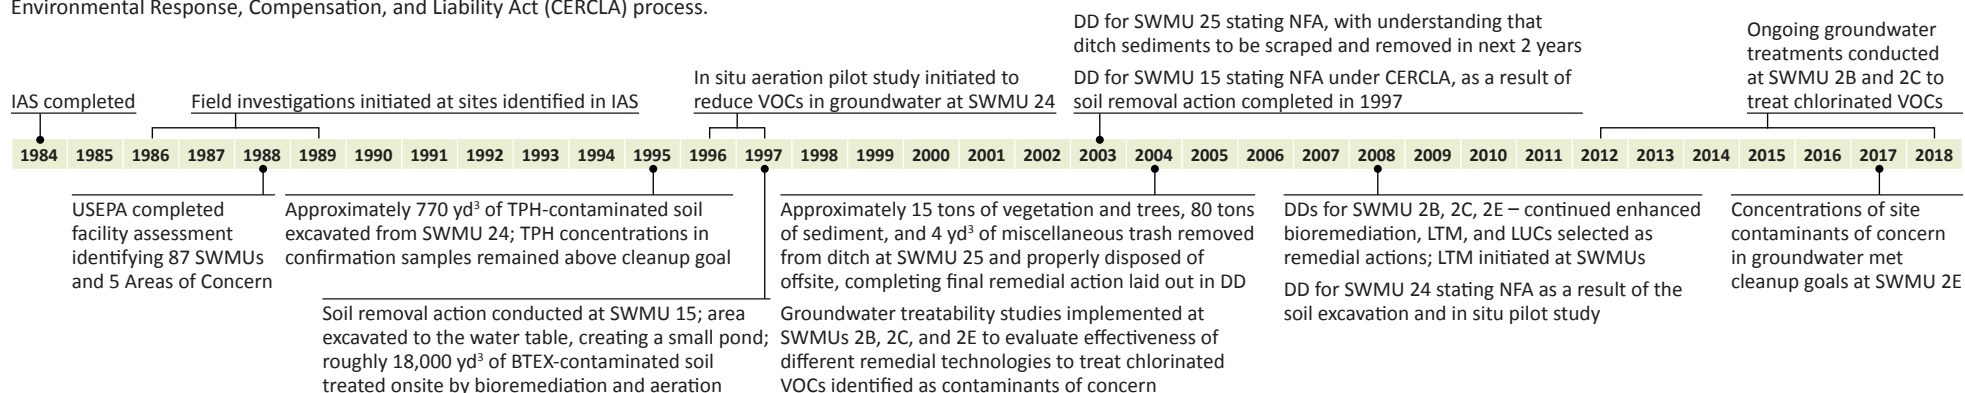 Environmental Response, Compensation, and Liability Act (CERCLA) process.
IAS completed
Field investigations initiated at sites identified in IAS
In situ aeration pilot study initiated to
reduce VOCs in groundwater at SWMU 24
DD for SWMU 25 stating NFA, with understanding that
ditch sediments to be scraped and removed in next 2 years
DD for SWMU 15 stating NFA under CERCLA, as a result of
soil removal action completed in 1997
Ongoing groundwater
treatments conducted
at SWMU 2B and 2C to
treat chlorinated VOCs
1984 1985 1986 1987 1988 1989 1990 1991 1992 1993 1994 1995 1996 1997 1998 1999 2000 2001 2002 2003 2004 2005 2006 2007 2008 2009 2010 2011 2012 2013 2014 2015 2016 2017 2018
USEPA completed
facility assessment
identifying 87 SWMUs
and 5 Areas of Concern
Approximately 770 yd³ of TPH-contaminated soil
excavated from SWMU 24; TPH concentrations in
confirmation samples remained above cleanup goal
Soil removal action conducted at SWMU 15; area
excavated to the water table, creating a small pond;
roughly 18,000 yd³ of BTEX-contaminated soil
treated onsite by bioremediation and aeration
Approximately 15 tons of vegetation and trees, 80 tons
of sediment, and 4 yd³ of miscellaneous trash removed
from ditch at SWMU 25 and properly disposed of
offsite, completing final remedial action laid out in DD
Groundwater treatability studies implemented at
SWMUs 2B, 2C, and 2E to evaluate effectiveness of
different remedial technologies to treat chlorinated
VOCs identified as contaminants of concern
DDs for SWMU 2B, 2C, 2E – continued enhanced
bioremediation, LTM, and LUCs selected as
remedial actions; LTM initiated at SWMUs
DD for SWMU 24 stating NFA as a result of the
soil excavation and in situ pilot study
Concentrations of site
contaminants of concern
in groundwater met
cleanup goals at SWMU 2E